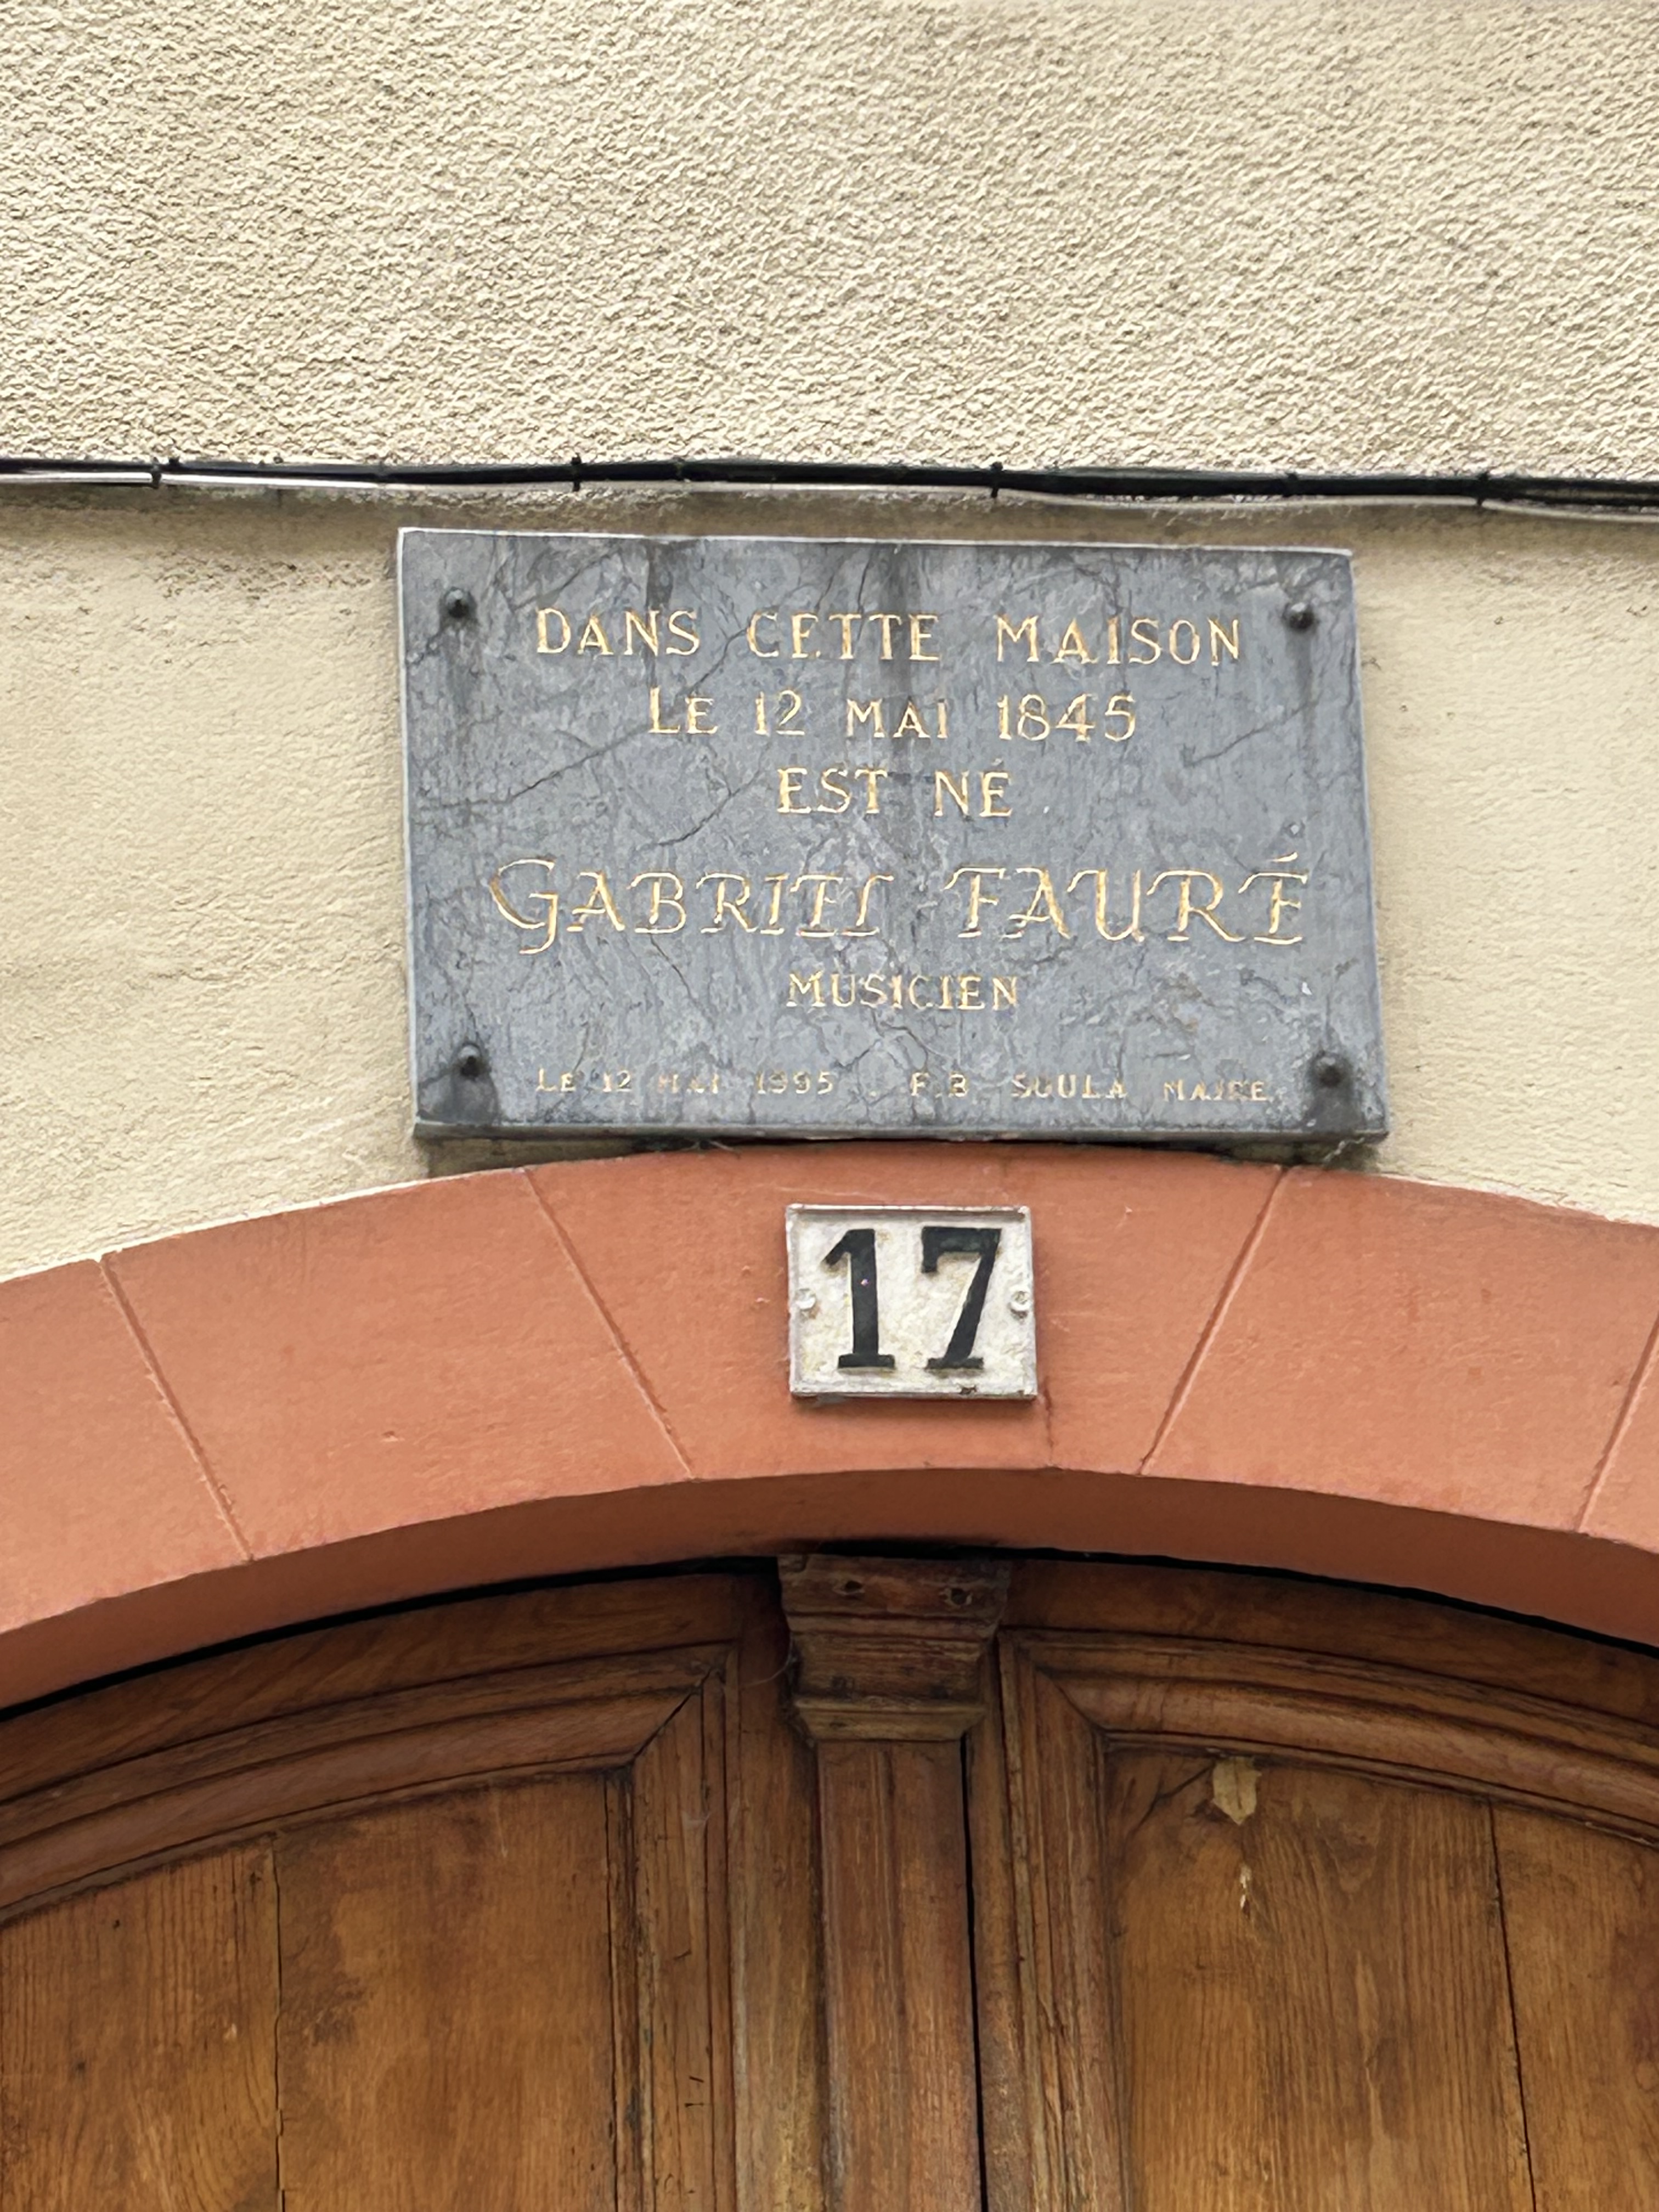 DANS CETTE MAISON
LE 12 MAI 1845
EST NÉ
GABRIEL FAURÉ
MUSICIEN
LE 12 MAI 1995 . F.B SOULA MAIRE
17